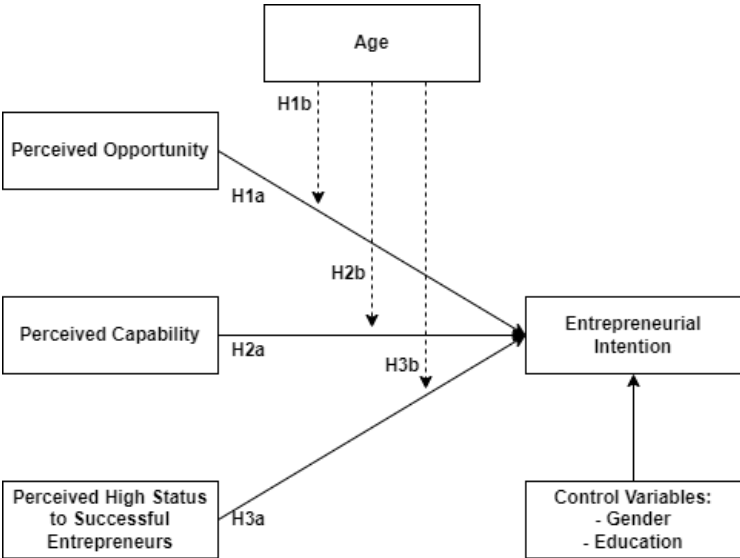 Age
H1b
Perceived Opportunity
H1a
H2b
Perceived Capability
H2a
Entrepreneurial
Intention
H3b
Perceived High Status
to Successful
Entrepreneurs
H3a
Control Variables:
- Gender
- Education